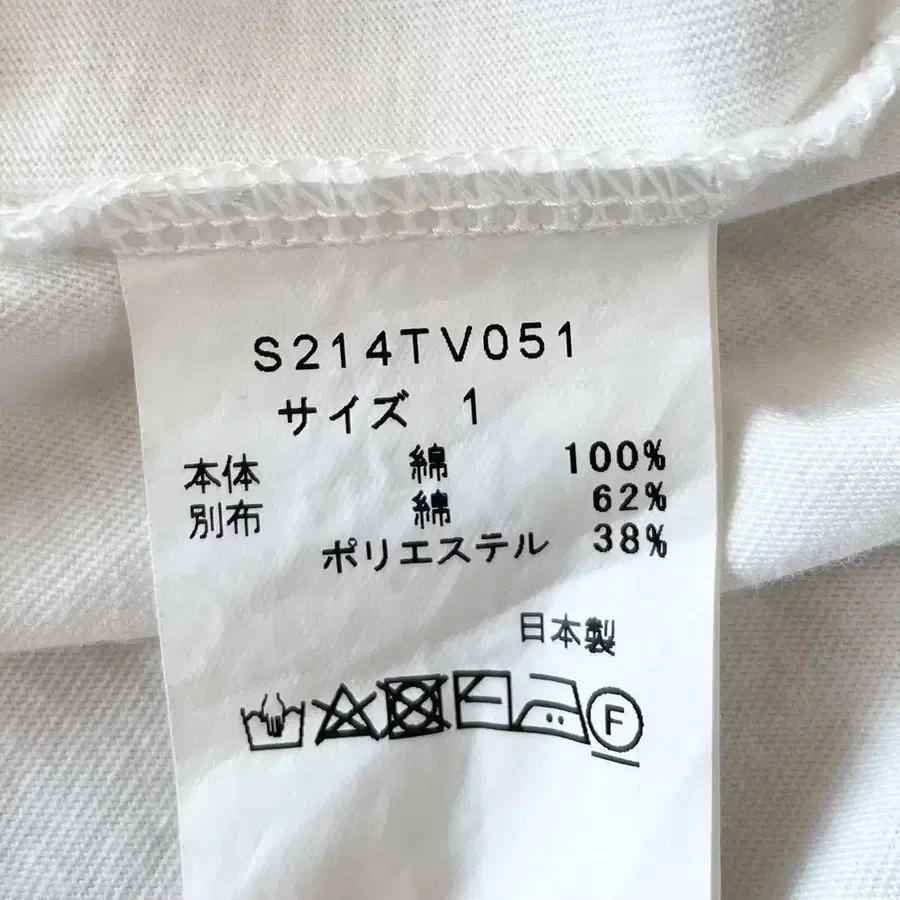 S214TV051
サイズ 1
本体 綿 100%
別布 綿 62%
ポリエステル 38%
日本製
F